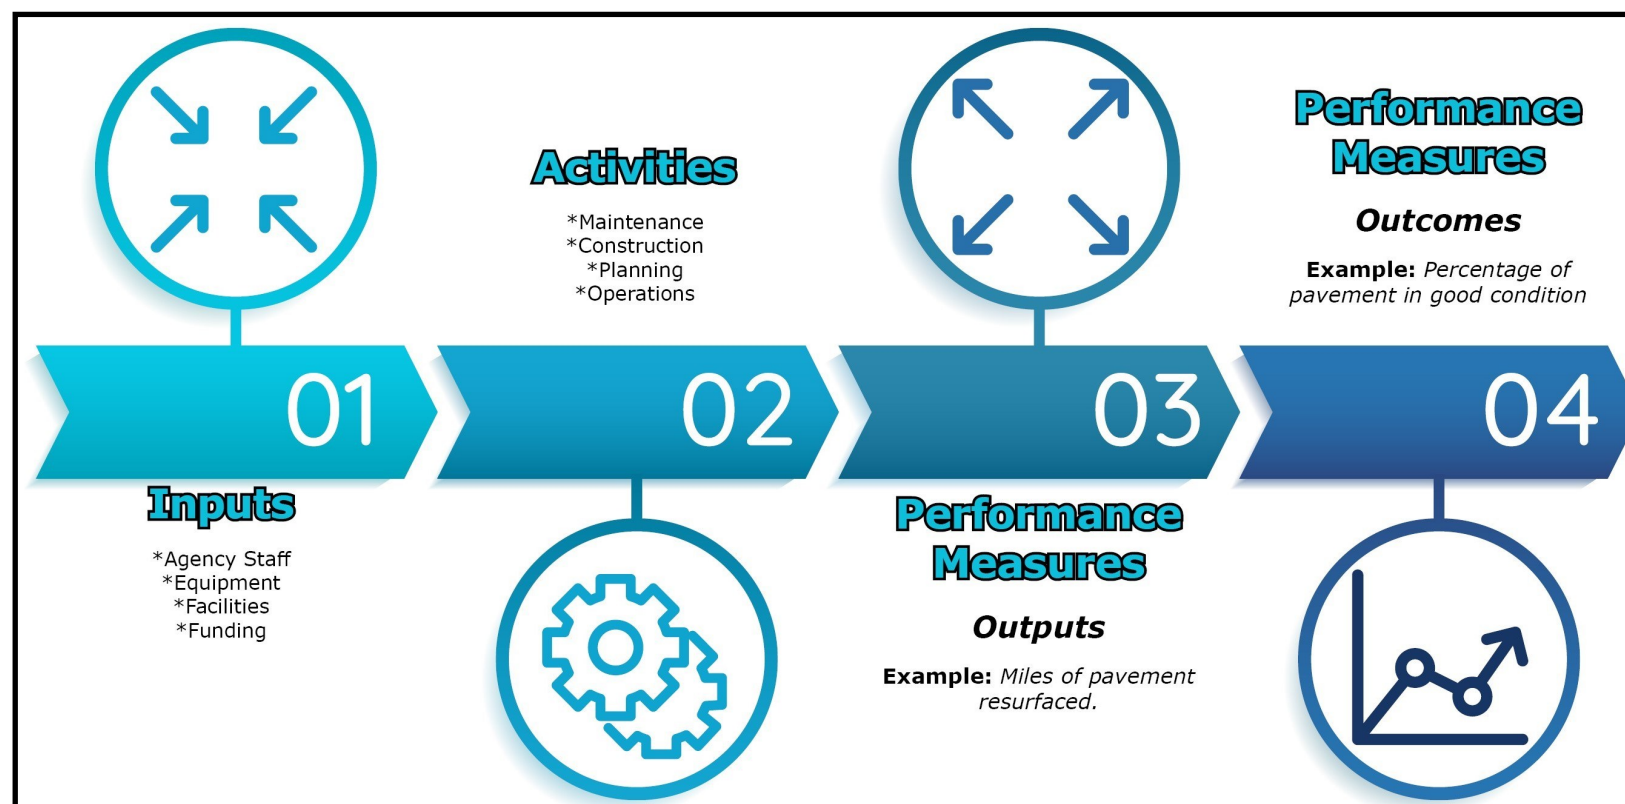 01
Inputs
*Agency Staff
*Equipment
*Facilities
*Funding
Activities
*Maintenance
*Construction
*Planning
*Operations
02
03
Performance
Measures
Outputs
Example: Miles of pavement
resurfaced.
Performance
Measures
Outcomes
Example: Percentage of
pavement in good condition
04